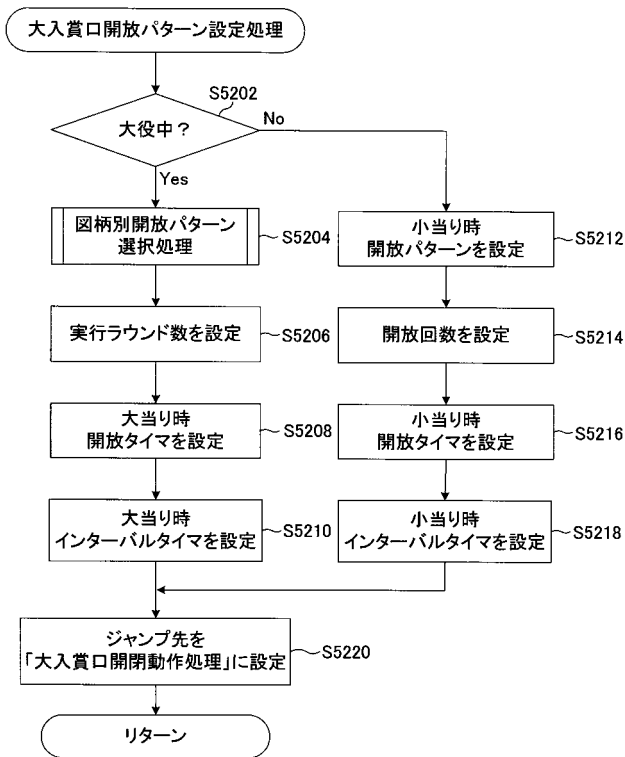 大入賞口開放パターン設定処理
S5202
大役中？
No
Yes
図柄別開放パターン
選択処理
S5204
小当り時
開放パターンを設定
S5212
実行ラウンド数を設定
S5206
開放回数を設定
S5214
大当り時
開放タイマを設定
S5208
小当り時
開放タイマを設定
S5216
大当り時
インターバルタイマを設定
S5210
小当り時
インターバルタイマを設定
S5218
ジャンプ先を
「大入賞口開閉動作処理」に設定
S5220
リターン